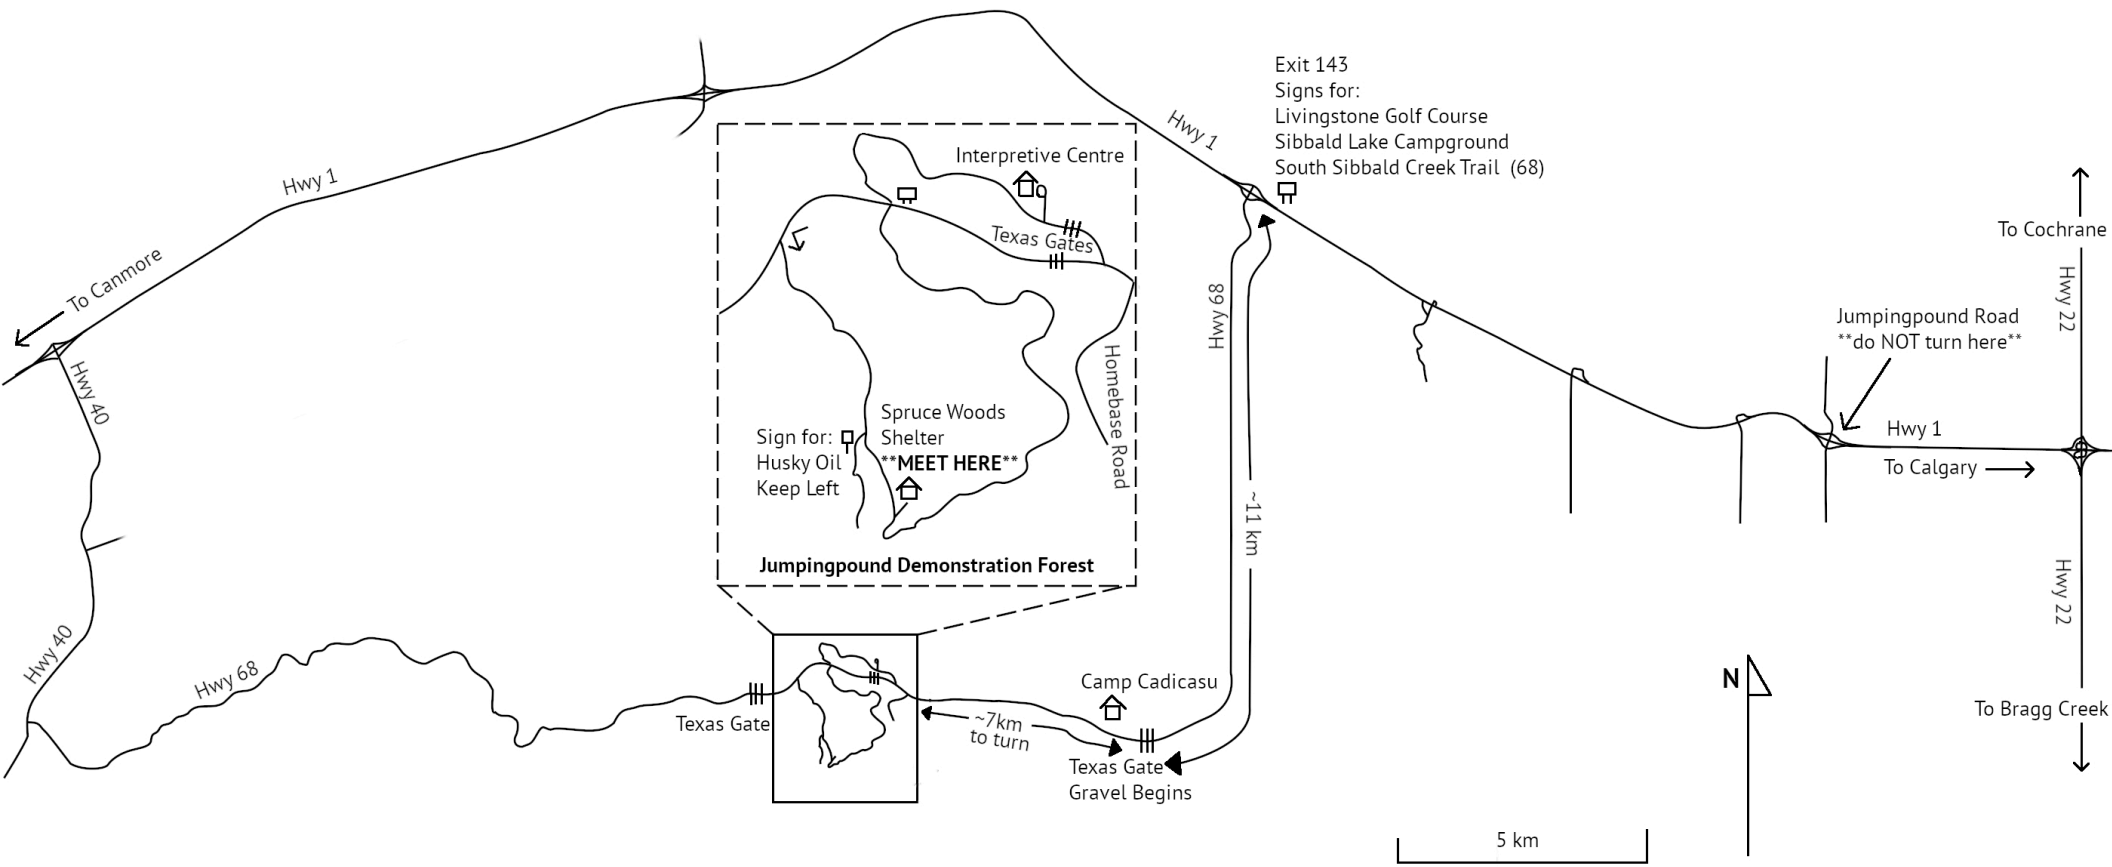 Exit 143
Signs for:
Livingstone Golf Course
Sibbald Lake Campground
South Sibbald Creek Trail (68)
Hwy 1
Hwy 1
To Canmore
Hwy 40
Hwy 40
Hwy 68
Interpretive Centre
Texas Gates
Homebase Road
Spruce Woods
Shelter
**MEET HERE**
Sign for:
Husky Oil
Keep Left
Jumpingpound Demonstration Forest
Hwy 68
~11 km
To Cochrane
Hwy 22
Jumpingpound Road
**do NOT turn here**
Hwy 1
To Calgary
Hwy 22
To Bragg Creek
N
Camp Cadicasu
Texas Gate
~7km
to turn
Texas Gate
Gravel Begins
5 km